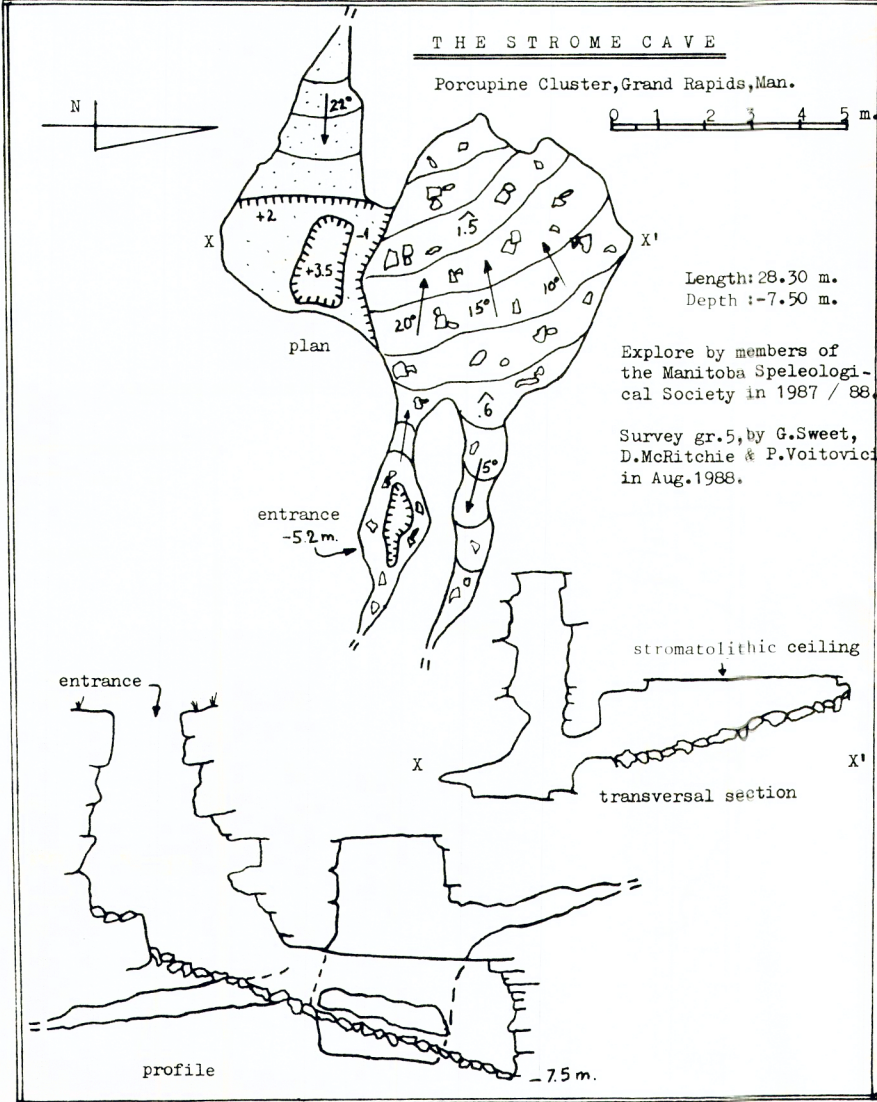 THE STROME CAVE
Porcupine Cluster,Grand Rapids,Man.
N
0 1 2 3 4 5 m.
22°
+2
-1
X
+3.5
1.5
X'
20°
15°
10°
plan
Length:28.30 m.
Depth :-7.50 m.
Explore by members of
the Manitoba Speleologi-
cal Society in 1987 / 88.
Survey gr.5,by G.Sweet,
D.McRitchie & P.Voitovici
in Aug.1988.
.6
5°
entrance
-5.2 m.
stromatolithic ceiling
X
X'
transversal section
entrance
profile
-7.5 m.